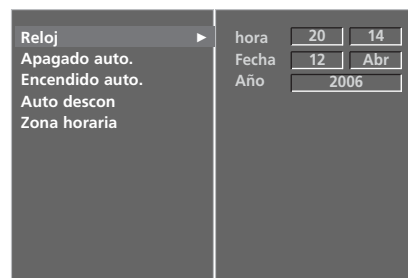 Reloj ►
Apagado auto.
Encendido auto.
Auto descon
Zona horaria
hora 20 14
Fecha 12 Abr
Año 2006